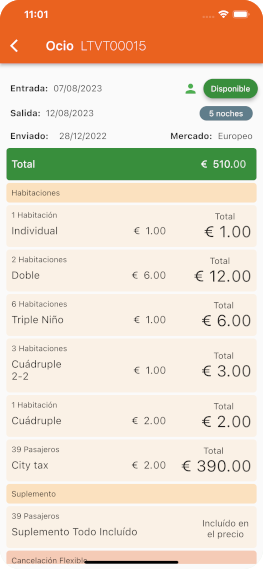 11:01
Ocio LTVT00015
Entrada: 07/08/2023
Disponible
Salida: 12/08/2023
5 noches
Enviado: 28/12/2022 Mercado: Europeo
Total € 510.00
Habitaciones
1 Habitación
Total
Individual € 1.00 € 1.00
2 Habitaciones
Total
Doble € 6.00 € 12.00
6 Habitaciones
Total
Triple Niño € 1.00 € 6.00
3 Habitaciones
Total
Cuádruple
2-2
€ 1.00 € 3.00
1 Habitación
Total
Cuádruple € 2.00 € 2.00
39 Pasajeros
Total
City tax € 2.00 € 390.00
Suplemento
39 Pasajeros
Suplemento Todo Incluído
Incluído en
el precio
Cancelación Flexible